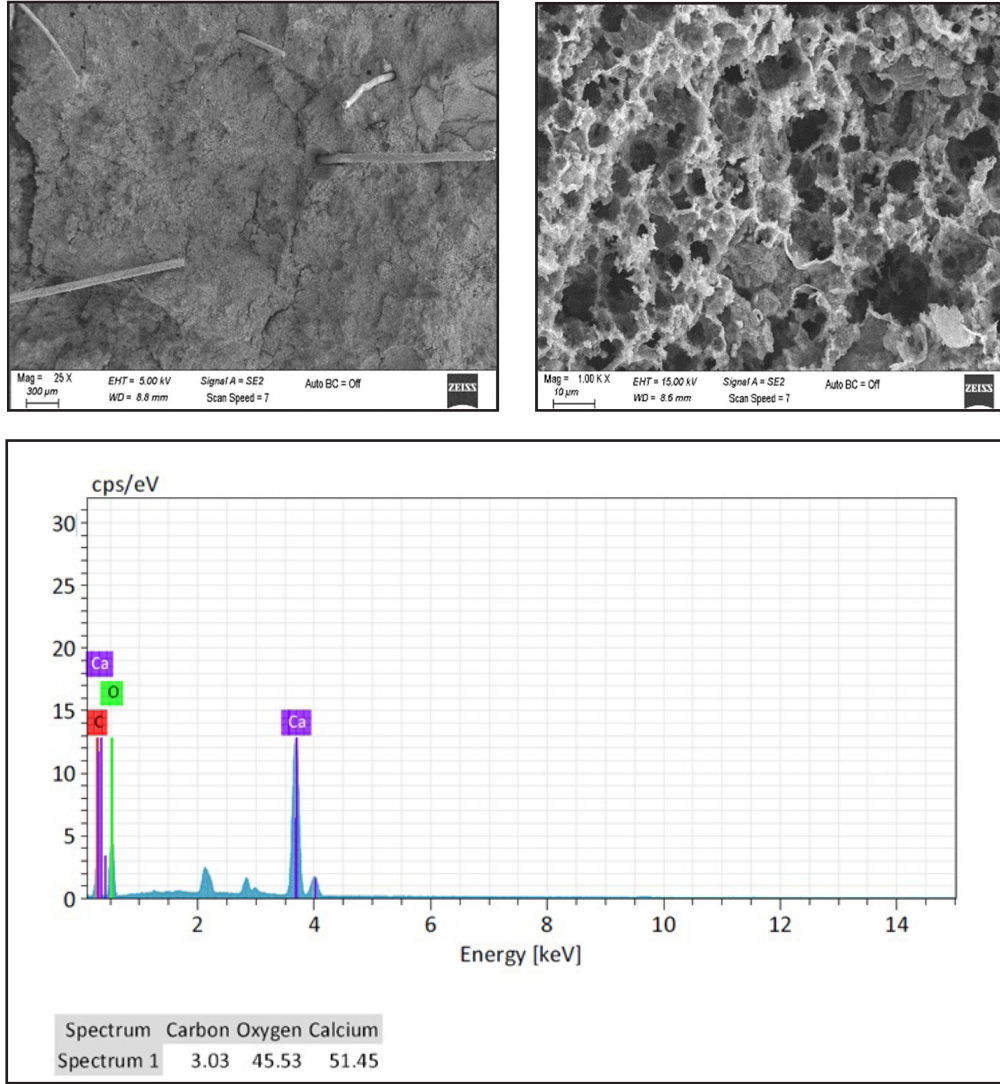 Mag = 25 X
300 µm
EHT = 5.00 kV
WD = 8.8 mm
Signal A = SE2
Scan Speed = 7
Auto BC = Off
ZEISS
Mag = 1.00 K X
10 µm
EHT = 15.00 kV
WD = 8.6 mm
Signal A = SE2
Scan Speed = 7
Auto BC = Off
ZEISS
cps/eV
30
25
20
15
10
5
0
Ca
O
C
Ca
2 4 6 8 10 12 14
Energy [keV]
Spectrum Carbon Oxygen Calcium
Spectrum 1 3.03 45.53 51.45